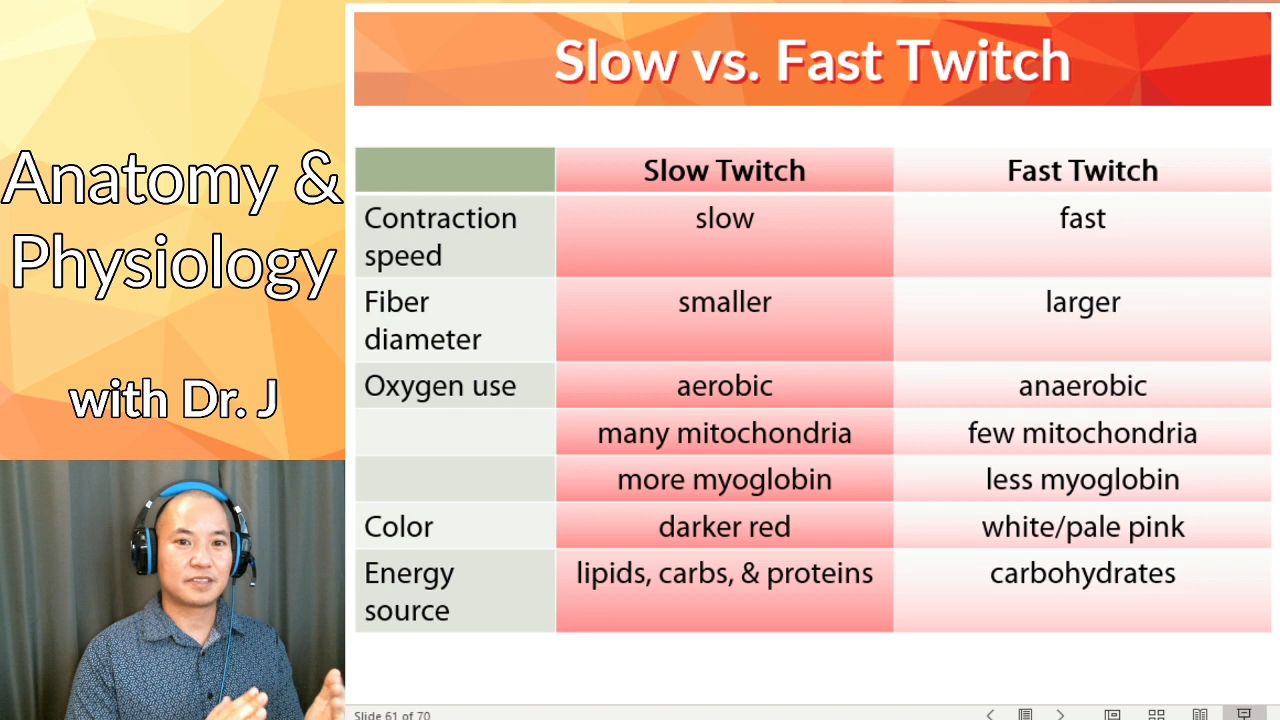 Anatomy &
Physiology
with Dr. J
Slow vs. Fast Twitch
Slow Twitch Fast Twitch
Contraction speed slow fast
Fiber diameter smaller larger
Oxygen use aerobic anaerobic
many mitochondria few mitochondria
more myoglobin less myoglobin
Color darker red white/pale pink
Energy source lipids, carbs, & proteins carbohydrates
Slide 61 of 70